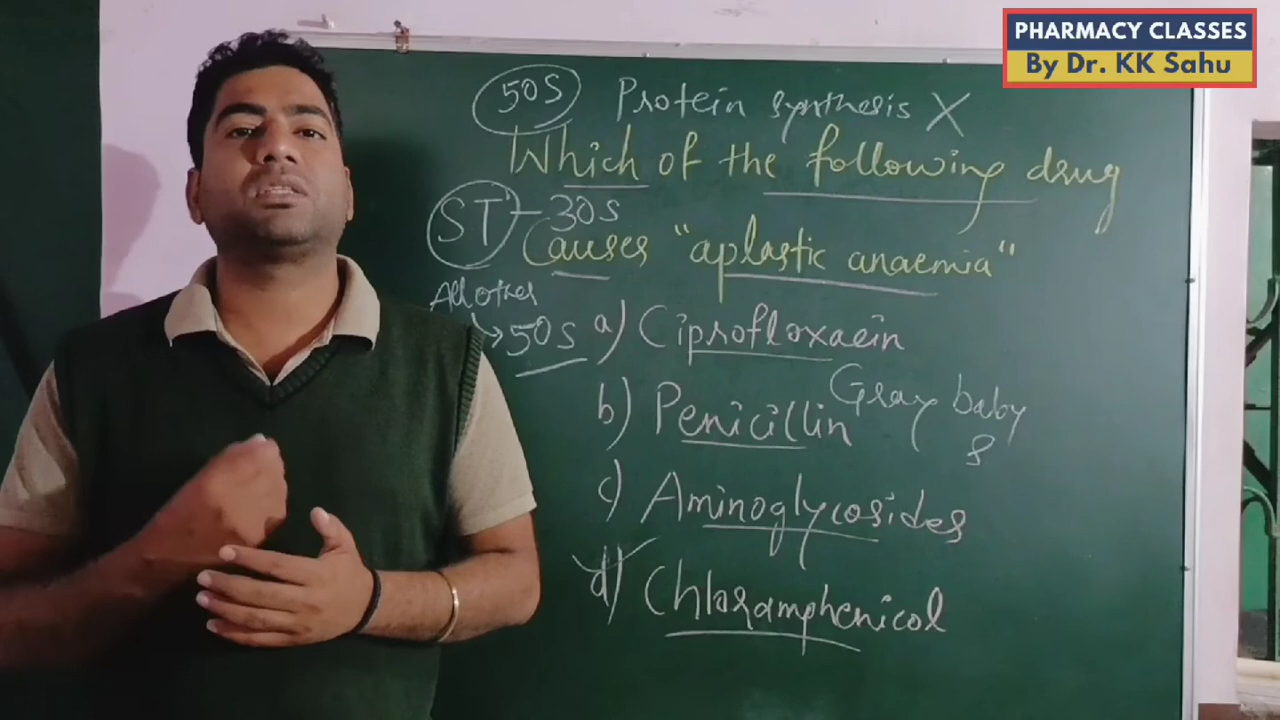 PHARMACY CLASSES
By Dr. KK Sahu
50S Protein synthesis X
Which of the following drug
ST - 30S
Causes "aplastic anaemia"
All other
→ 50S
a) Ciprofloxacin
b) Penicillin
Gray baby
S
c) Aminoglycosides
d) Chloramphenicol